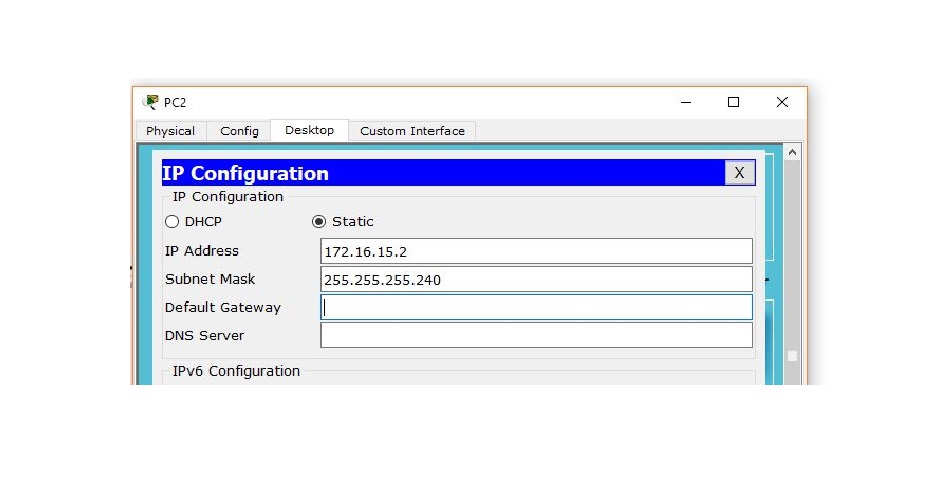 PC2
Physical Config Desktop Custom Interface
IP Configuration X
IP Configuration
DHCP Static
IP Address 172.16.15.2
Subnet Mask 255.255.255.240
Default Gateway
DNS Server
IPv6 Configuration